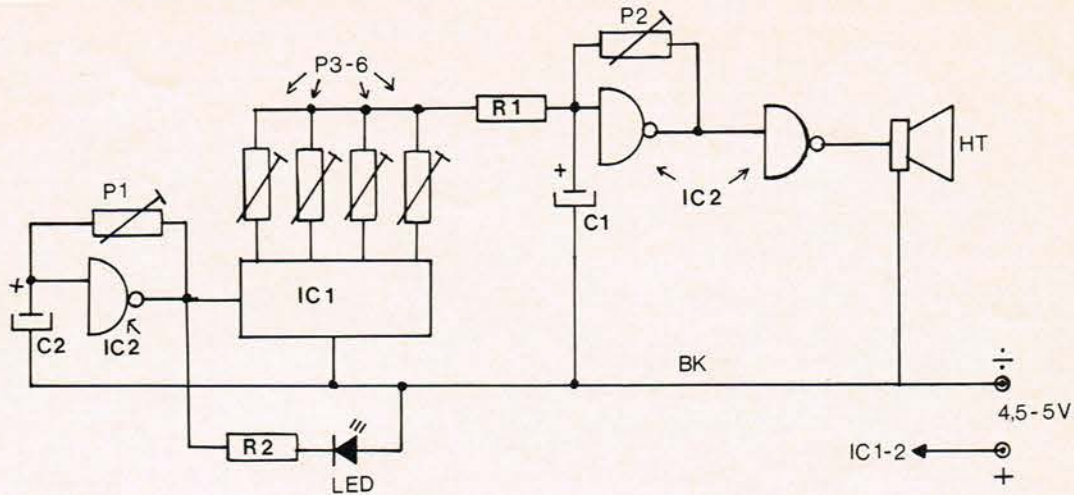 P2
P3-6
R1
HT
+
IC2
C1
P1
+
IC1
C2
IC2
BK
÷
4,5-5V
R2
LED
IC1-2
+